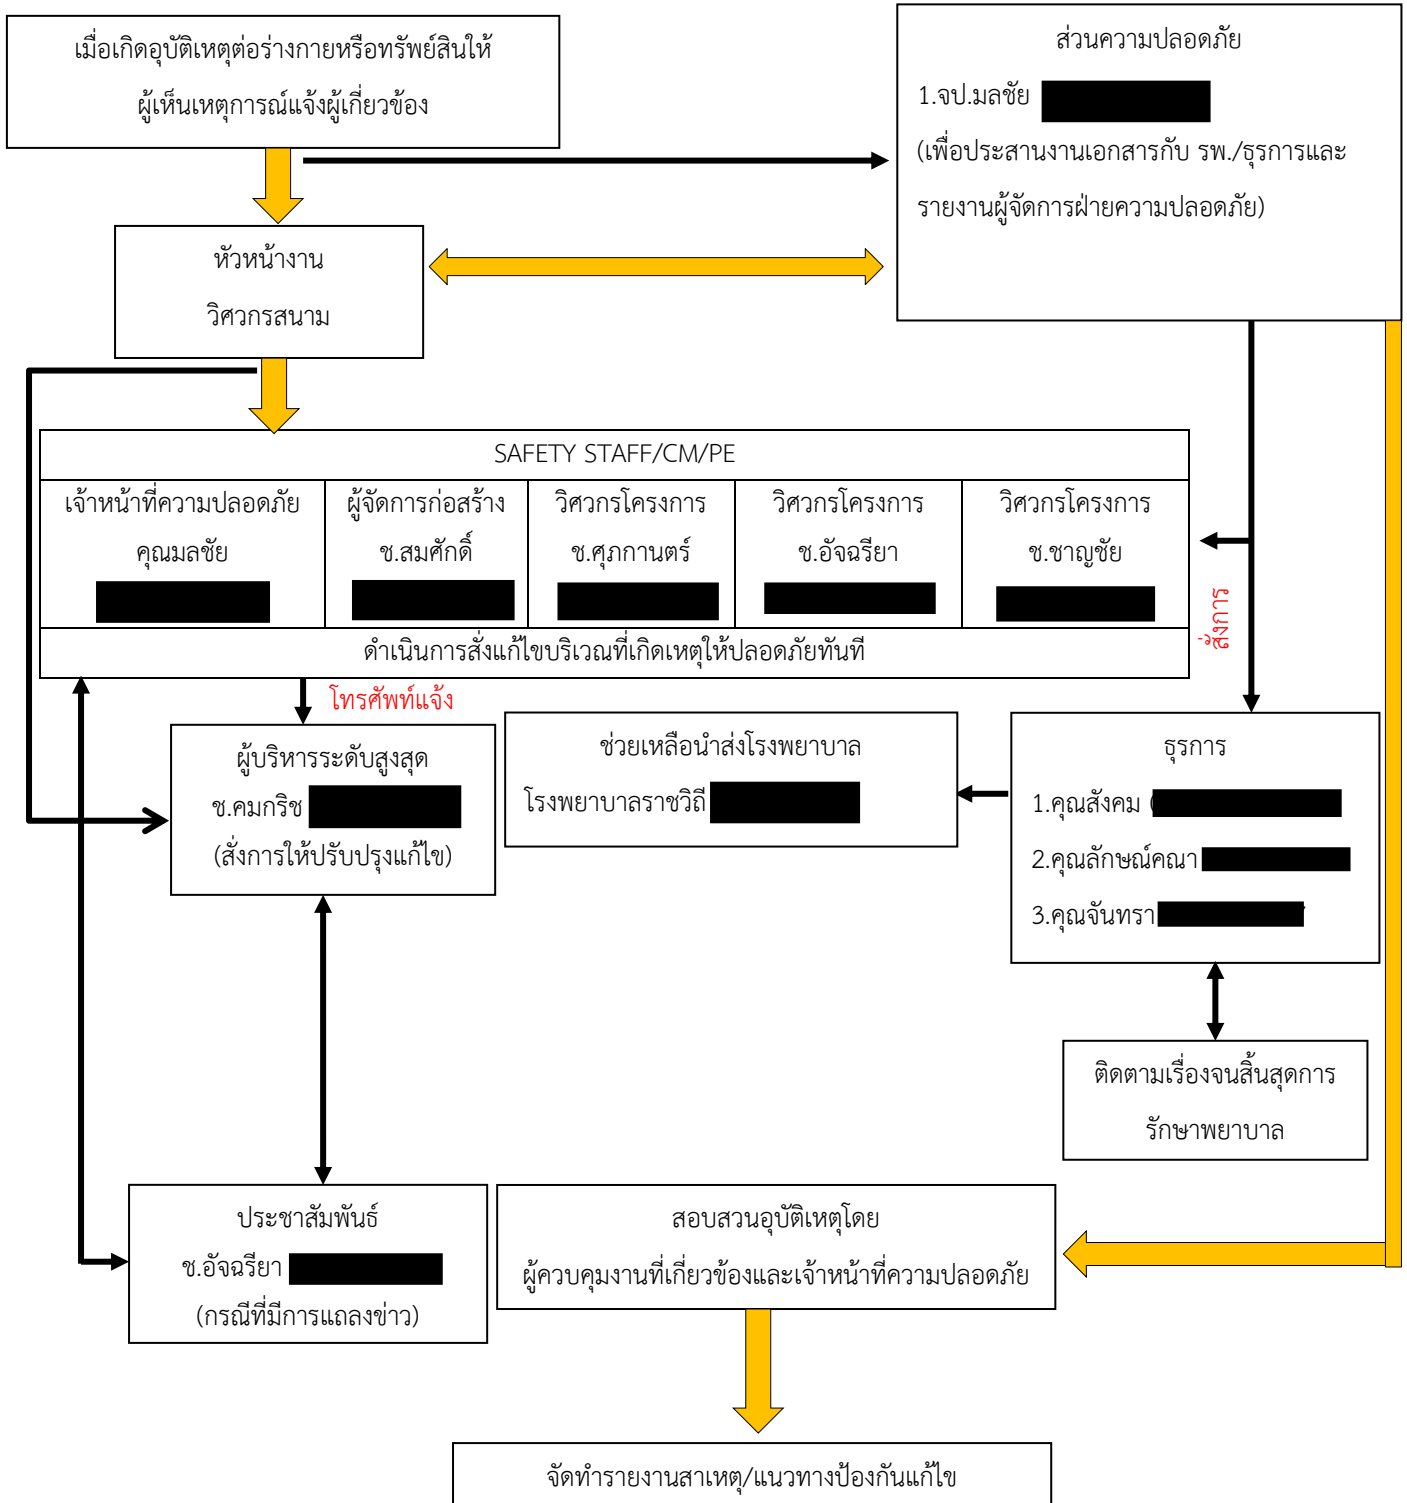 เมื่อเกิดอุบัติเหตุต่อร่างกายหรือทรัพย์สินให้
ผู้เห็นเหตุการณ์แจ้งผู้เกี่ยวข้อง
ส่วนความปลอดภัย
1.จป.มลชัย
(เพื่อประสานงานเอกสารกับ รพ./ธุรการและ
รายงานผู้จัดการฝ่ายความปลอดภัย)
หัวหน้างาน
วิศวกรสนาม
SAFETY STAFF/CM/PE
เจ้าหน้าที่ความปลอดภัย
คุณมลชัย
ผู้จัดการก่อสร้าง
ช.สมศักดิ์
วิศวกรโครงการ
ช.ศุภกานตร์
วิศวกรโครงการ
ช.อัจฉรียา
วิศวกรโครงการ
ช.ชาญชัย
ดำเนินการสั่งแก้ไขบริเวณที่เกิดเหตุให้ปลอดภัยทันที
สั่งการ
โทรศัพท์แจ้ง
ผู้บริหารระดับสูงสุด
ช.คมกริช
(สั่งการให้ปรับปรุงแก้ไข)
ช่วยเหลือนำส่งโรงพยาบาล
โรงพยาบาลราชวิถี
ธุรการ
1.คุณสังคม (
2.คุณลักษณ์คณา
3.คุณจันทรา
ติดตามเรื่องจนสิ้นสุดการ
รักษาพยาบาล
ประชาสัมพันธ์
ช.อัจฉรียา
(กรณีที่มีการแถลงข่าว)
สอบสวนอุบัติเหตุโดย
ผู้ควบคุมงานที่เกี่ยวข้องและเจ้าหน้าที่ความปลอดภัย
จัดทำรายงานสาเหตุ/แนวทางป้องกันแก้ไข